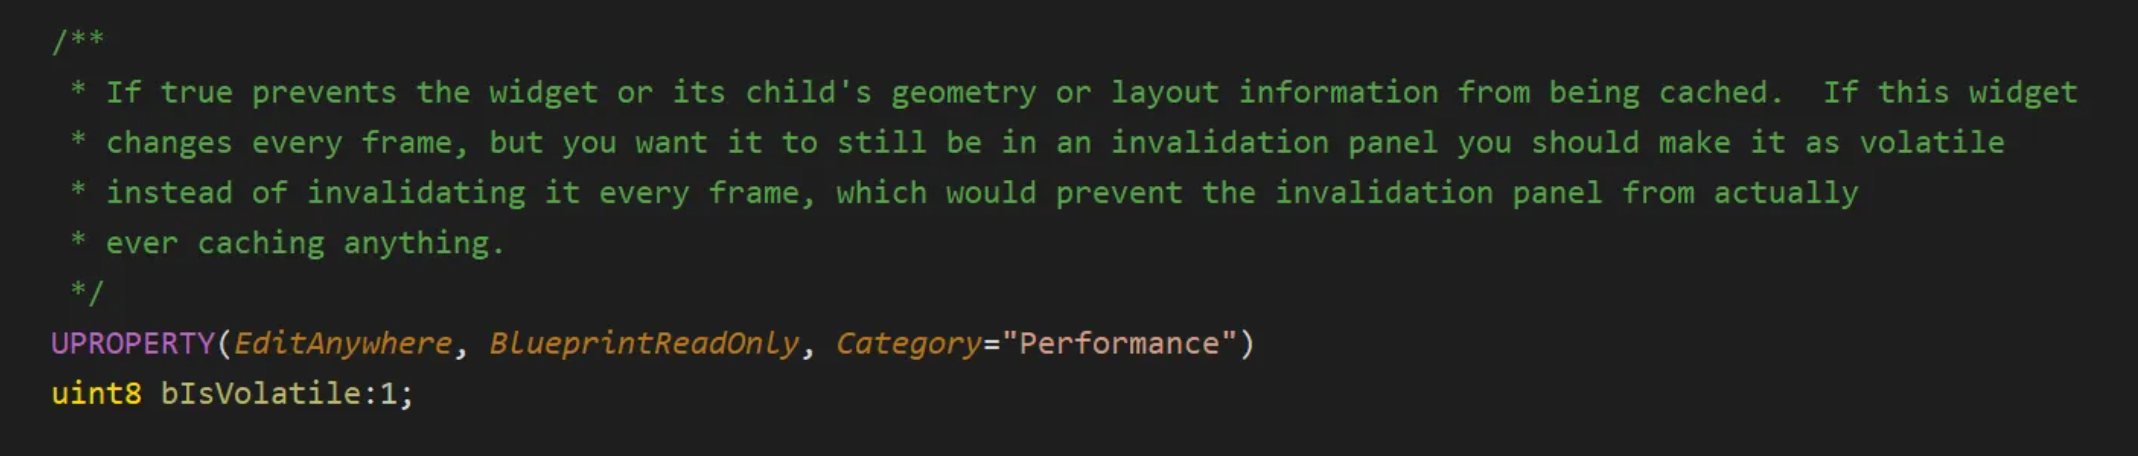 /**
 * If true prevents the widget or its child's geometry or layout information from being cached.  If this widget
 * changes every frame, but you want it to still be in an invalidation panel you should make it as volatile
 * instead of invalidating it every frame, which would prevent the invalidation panel from actually
 * ever caching anything.
 */
UPROPERTY(EditAnywhere, BlueprintReadOnly, Category="Performance")
uint8 bIsVolatile:1;